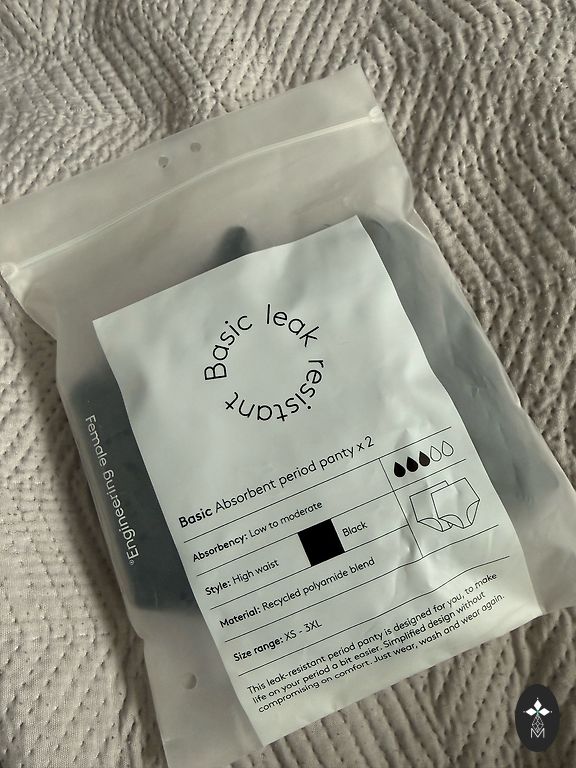 Basic leak resistant
Female Engineering®
Basic Absorbent period panty x 2
Absorbency: Low to moderate
Style: High waist
Black
Material: Recycled polyamide blend
Size range: XS - 3XL
This leak-resistant period panty is designed for you, to make
life on your period a bit easier. Simplified design without
compromising on comfort. Just wear, wash and wear again.
M